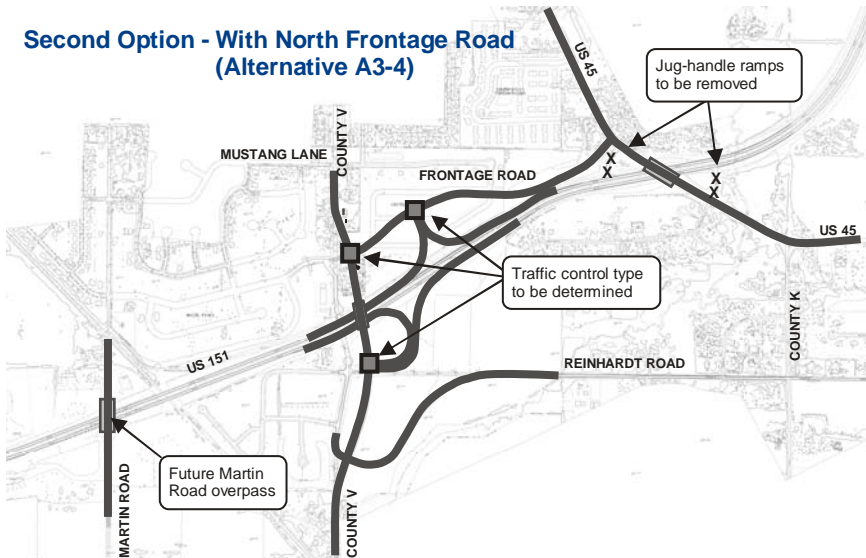 Second Option - With North Frontage Road
(Alternative A3-4)
US 45
Jug-handle ramps
to be removed
MUSTANG LANE
COUNTY V
FRONTAGE ROAD
X
X
X
X
US 45
Traffic control type
to be determined
COUNTY K
US 151
REINHARDT ROAD
Future Martin
Road overpass
MARTIN ROAD
COUNTY V